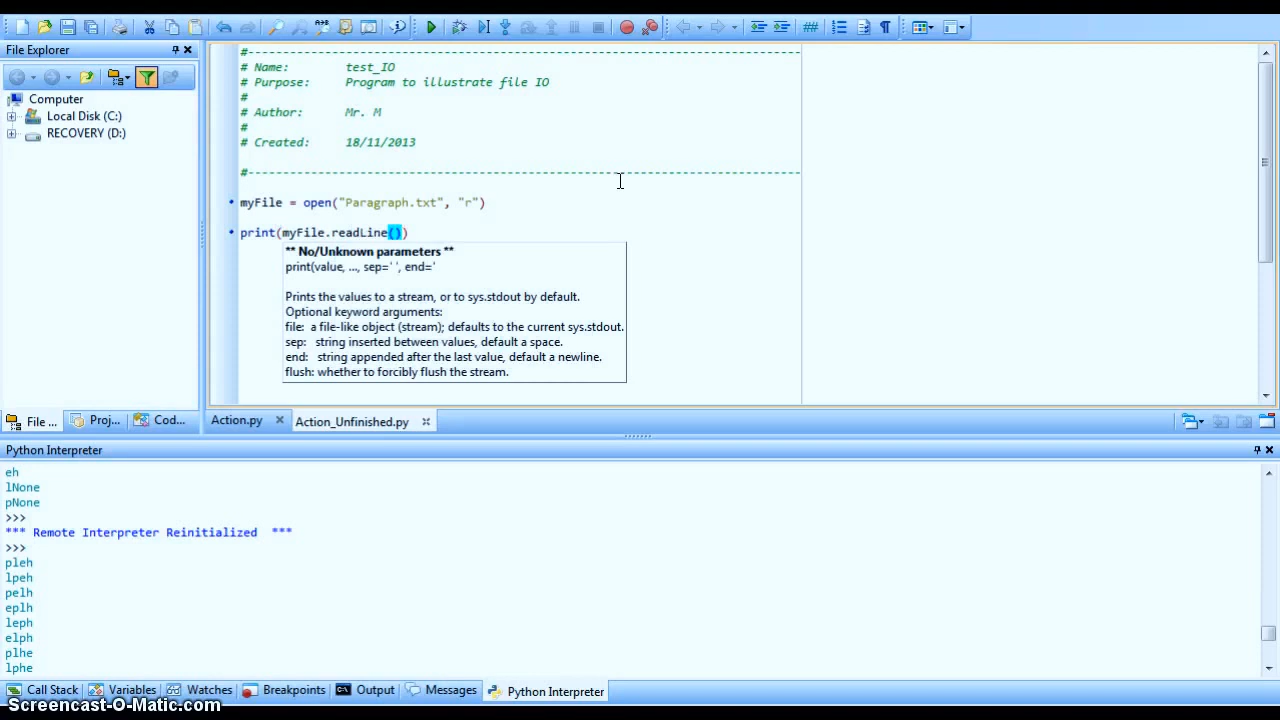 File Explorer
Computer
Local Disk (C:)
RECOVERY (D:)
#-------------------------------------------------------------------------------
# Name:        test_IO
# Purpose:     Program to illustrate file IO
#
# Author:      Mr. M
#
# Created:     18/11/2013
#-------------------------------------------------------------------------------
myFile = open("Paragraph.txt", "r")
print(myFile.readLine())
** No/Unknown parameters **
print(value, ..., sep=' ', end='
Prints the values to a stream, or to sys.stdout by default.
Optional keyword arguments:
file:  a file-like object (stream); defaults to the current sys.stdout.
sep:   string inserted between values, default a space.
end:   string appended after the last value, default a newline.
flush: whether to forcibly flush the stream.
File ... Proj... Cod...
Action.py Action_Unfinished.py
Python Interpreter
eh
lNone
pNone
>>>
*** Remote Interpreter Reinitialized  ***
>>>
pleh
lpeh
pelh
eplh
leph
elph
plhe
lphe
Call Stack Variables Watches Breakpoints Output Messages Python Interpreter
Screencast-O-Matic.com